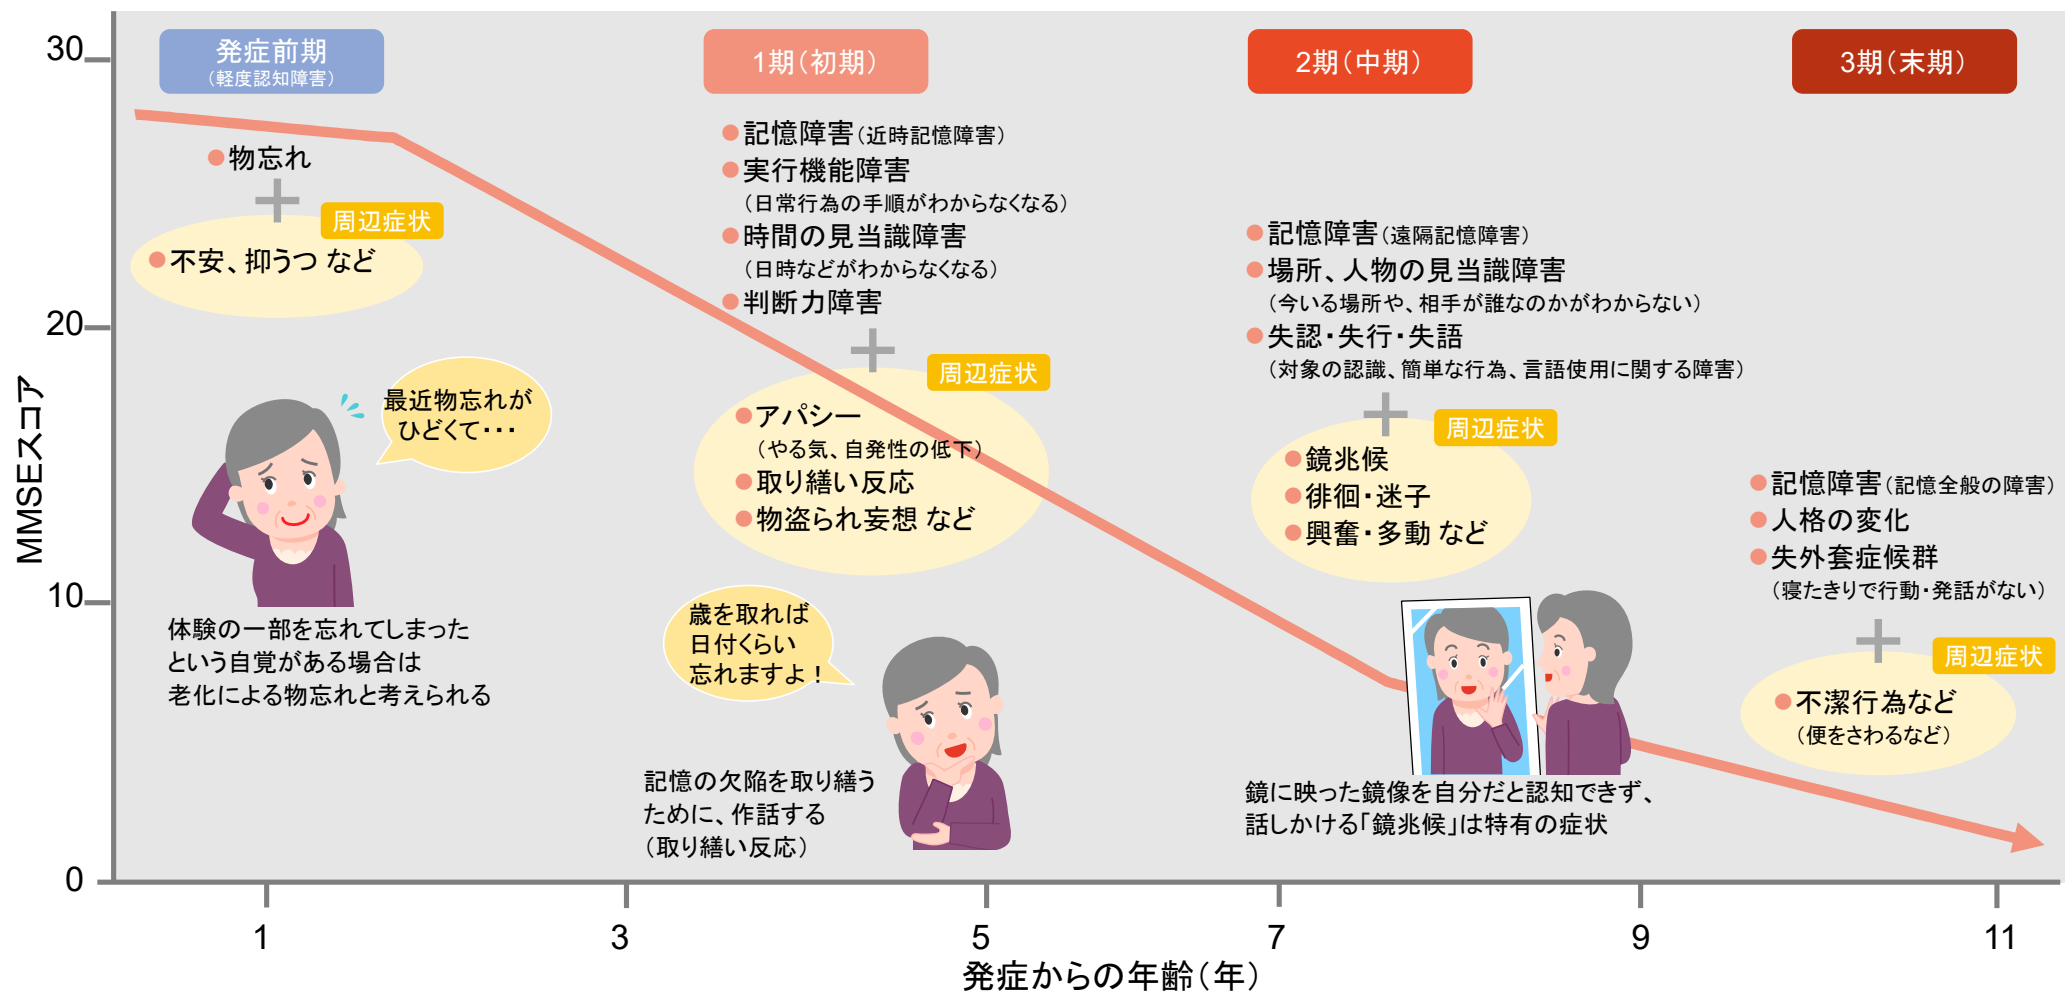 MMSEスコア
30
20
10
0
発症前期
（軽度認知障害）
●物忘れ
＋
周辺症状
●不安、抑うつ など
最近物忘れが
ひどくて・・・
体験の一部を忘れてしまった
という自覚がある場合は
老化による物忘れと考えられる
1期（初期）
●記憶障害（近時記憶障害）
●実行機能障害
（日常行為の手順がわからなくなる）
●時間の見当識障害
（日時などがわからなくなる）
●判断力障害
＋
周辺症状
●アパシー
（やる気、自発性の低下）
●取り繕い反応
●物盗られ妄想 など
歳を取れば
日付くらい
忘れますよ！
記憶の欠陥を取り繕う
ために、作話する
（取り繕い反応）
2期（中期）
●記憶障害（遠隔記憶障害）
●場所、人物の見当識障害
（今いる場所や、相手が誰なのかがわからない）
●失認・失行・失語
（対象の認識、簡単な行為、言語使用に関する障害）
＋
周辺症状
●鏡兆候
●徘徊・迷子
●興奮・多動 など
鏡に映った鏡像を自分だと認知できず、
話しかける「鏡兆候」は特有の症状
3期（末期）
●記憶障害（記憶全般の障害）
●人格の変化
●失外套症候群
（寝たきりで行動・発話がない）
＋
周辺症状
●不潔行為など
（便をさわるなど）
1
3
5
7
9
11
発症からの年齢（年）